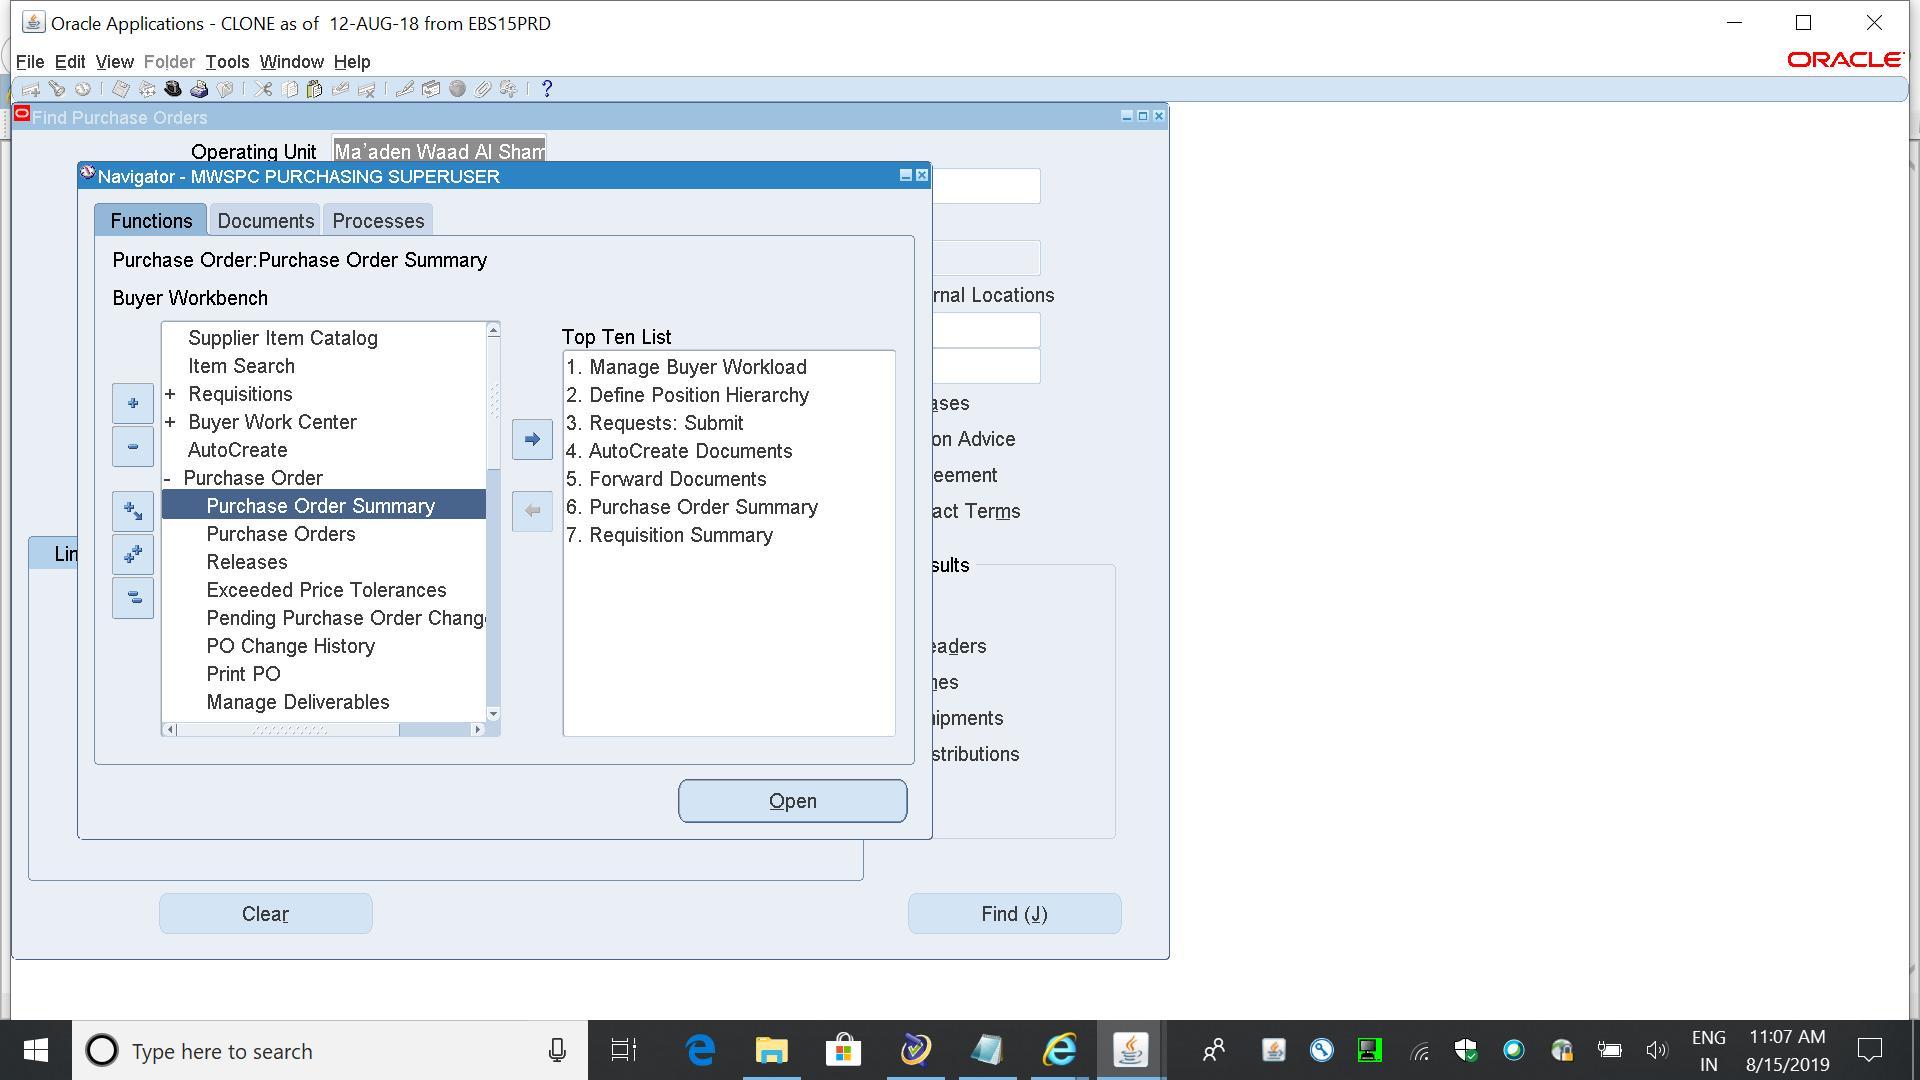 Oracle Applications - CLONE as of  12-AUG-18 from EBS15PRD
File Edit View Folder Tools Window Help
ORACLE
Find Purchase Orders
Operating Unit Ma'aden Waad Al Sham
Navigator - MWSPC PURCHASING SUPERUSER
Functions Documents Processes
Purchase Order:Purchase Order Summary
Buyer Workbench
Supplier Item Catalog
Item Search
+ Requisitions
+ Buyer Work Center
AutoCreate
- Purchase Order
Purchase Order Summary
Purchase Orders
Releases
Exceeded Price Tolerances
Pending Purchase Order Chang
PO Change History
Print PO
Manage Deliverables
Top Ten List
1. Manage Buyer Workload
2. Define Position Hierarchy
3. Requests: Submit
4. AutoCreate Documents
5. Forward Documents
6. Purchase Order Summary
7. Requisition Summary
Open
rnal Locations
ases
on Advice
eement
act Terms
sults
eaders
nes
hipments
stributions
Lin
Clear
Find (J)
Type here to search
ENG
IN
11:07 AM
8/15/2019